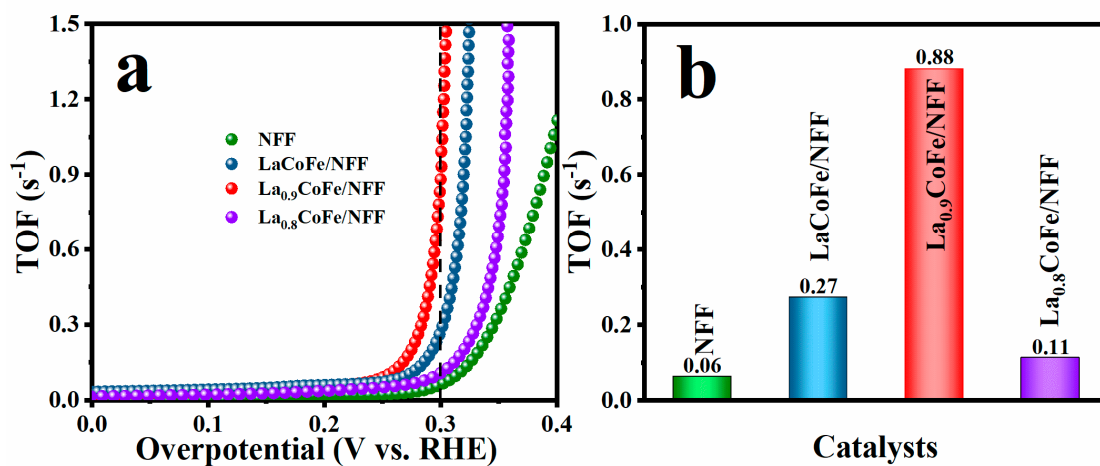 a
TOF (s⁻¹)
1.5
1.2
0.9
0.6
0.3
0.0
NFF
LaCoFe/NFF
La₀.₉CoFe/NFF
La₀.₈CoFe/NFF
0.0 0.1 0.2 0.3 0.4
Overpotential (V vs. RHE)
b
TOF (s⁻¹)
1.0
0.8
0.6
0.4
0.2
0.0
NFF
0.06
LaCoFe/NFF
0.27
0.88
La₀.₉CoFe/NFF
La₀.₈CoFe/NFF
0.11
Catalysts